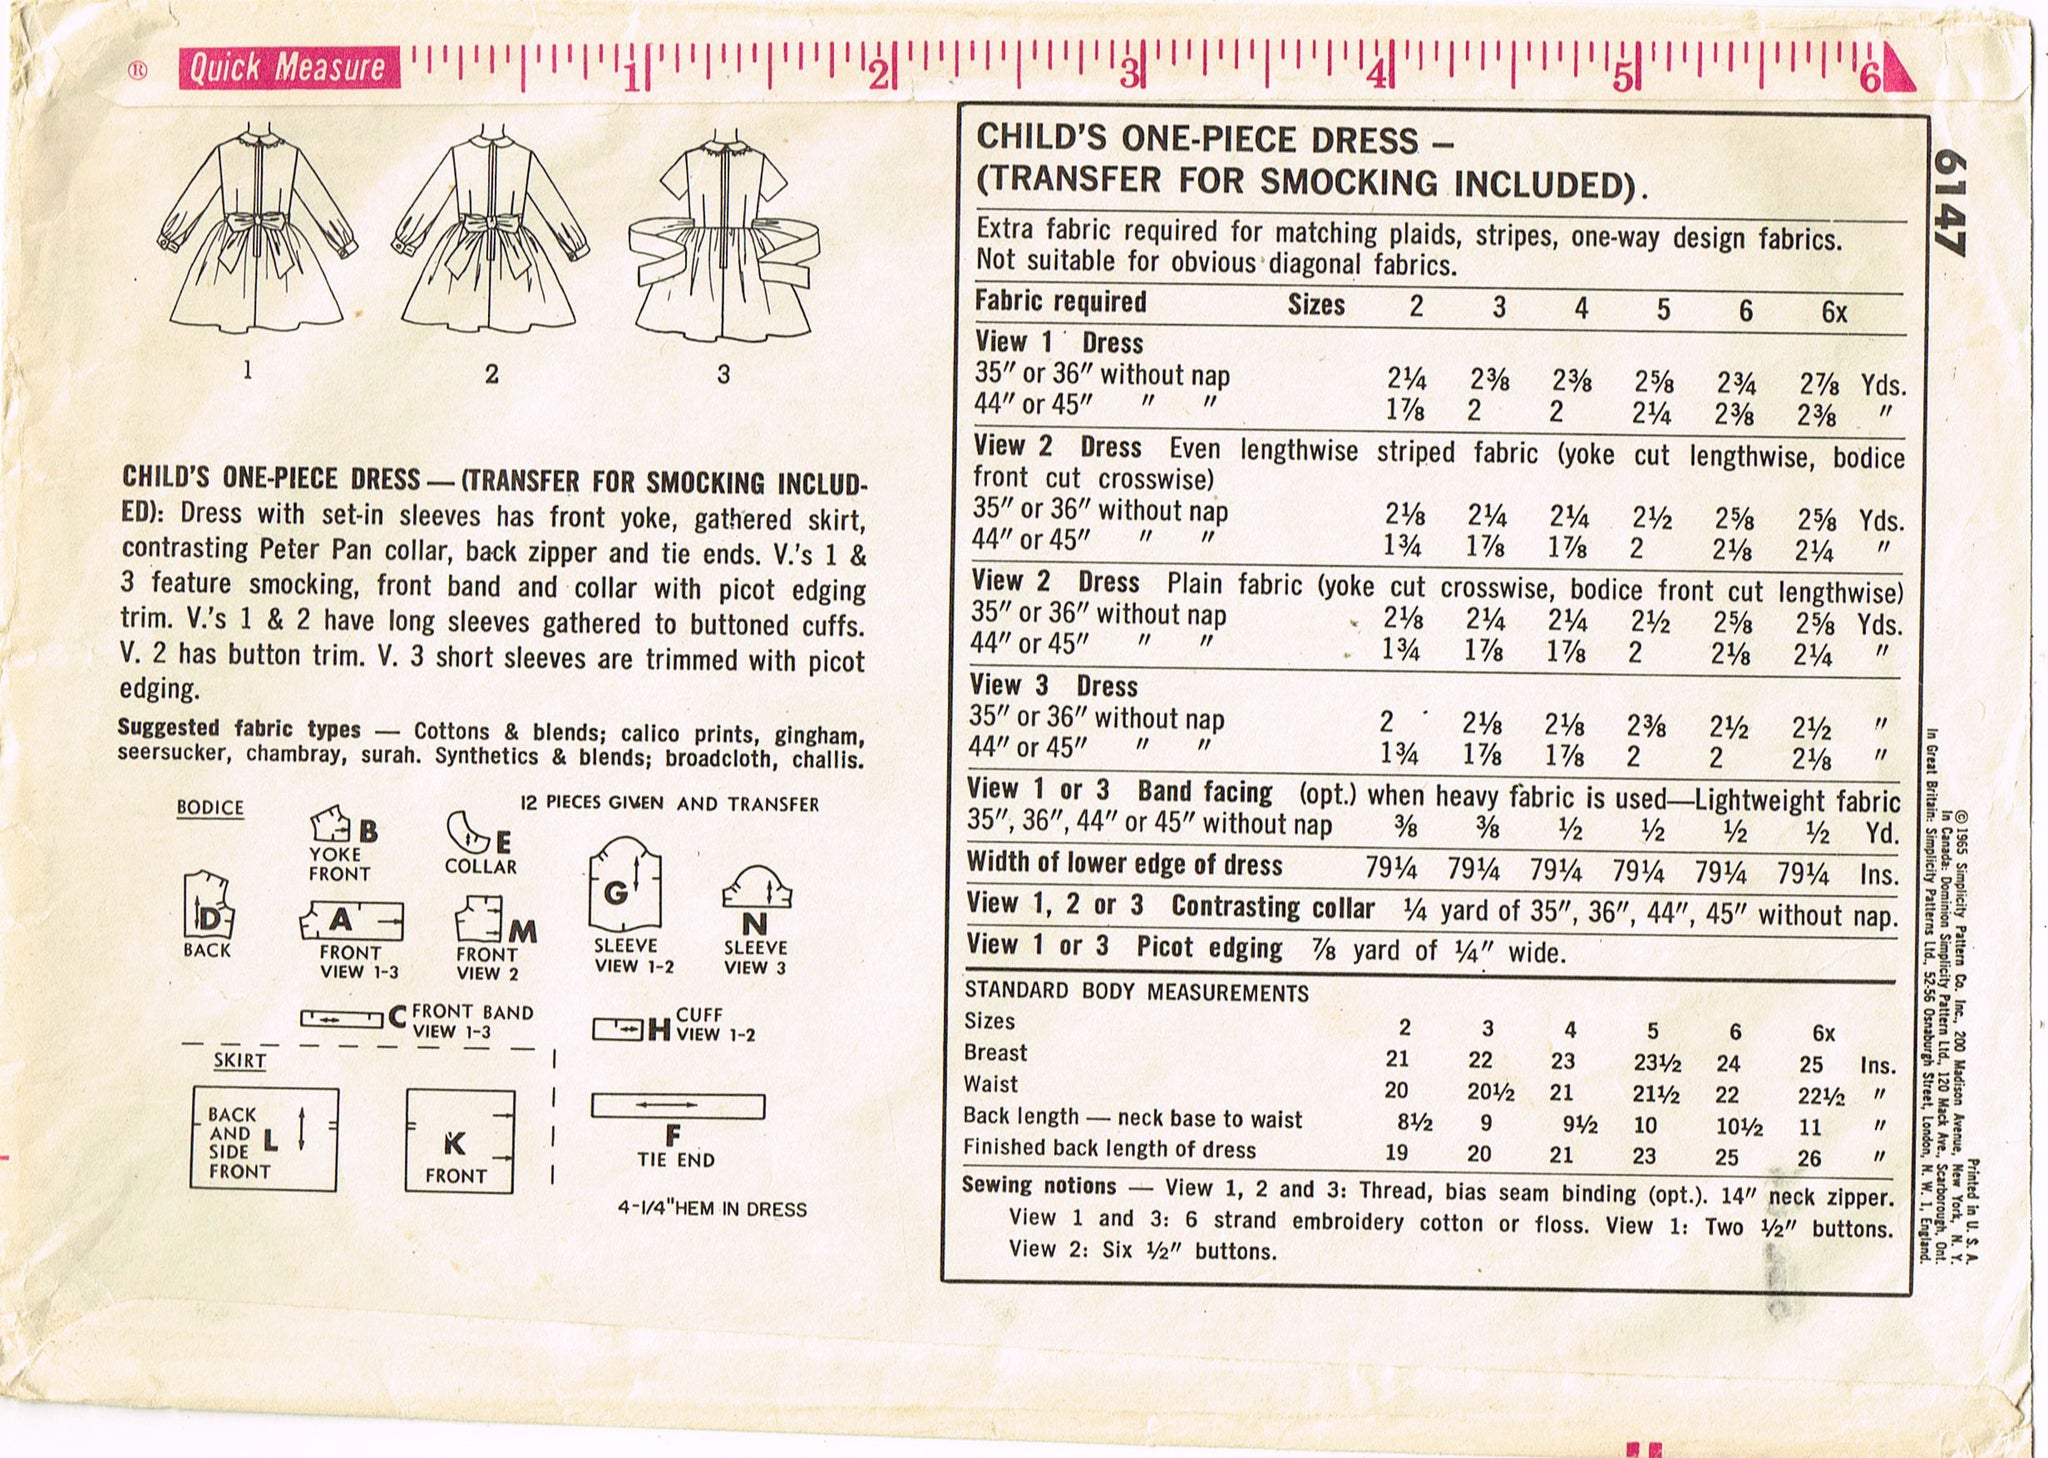 ® Quick Measure 1 2 3 4 5 6
1 2 3
CHILD'S ONE-PIECE DRESS — (TRANSFER FOR SMOCKING INCLUD-
ED): Dress with set-in sleeves has front yoke, gathered skirt,
contrasting Peter Pan collar, back zipper and tie ends. V.'s 1 &
3 feature smocking, front band and collar with picot edging
trim. V.'s 1 & 2 have long sleeves gathered to buttoned cuffs.
V. 2 has button trim. V. 3 short sleeves are trimmed with picot
edging.
Suggested fabric types — Cottons & blends; calico prints, gingham,
seersucker, chambray, surah. Synthetics & blends; broadcloth, challis.
BODICE
12 PIECES GIVEN AND TRANSFER
B
YOKE
FRONT
E
COLLAR
G
SLEEVE
VIEW 1-2
N
SLEEVE
VIEW 3
D
BACK
A
FRONT
VIEW 1-3
M
FRONT
VIEW 2
C FRONT BAND
VIEW 1-3
H CUFF
VIEW 1-2
SKIRT
BACK
AND
SIDE
FRONT
L
K
FRONT
F
TIE END
4-1/4" HEM IN DRESS
CHILD'S ONE-PIECE DRESS —
(TRANSFER FOR SMOCKING INCLUDED).
Extra fabric required for matching plaids, stripes, one-way design fabrics.
Not suitable for obvious diagonal fabrics.
Fabric required Sizes 2 3 4 5 6 6x
View 1 Dress
35" or 36" without nap 2¼ 2⅜ 2⅜ 2⅝ 2¾ 2⅞ Yds.
44" or 45" " " 1⅞ 2 2 2¼ 2⅜ 2⅜ "
View 2 Dress Even lengthwise striped fabric (yoke cut lengthwise, bodice
front cut crosswise)
35" or 36" without nap 2⅛ 2¼ 2¼ 2½ 2⅝ 2⅝ Yds.
44" or 45" " " 1¾ 1⅞ 1⅞ 2 2⅛ 2¼ "
View 2 Dress Plain fabric (yoke cut crosswise, bodice front cut lengthwise)
35" or 36" without nap 2⅛ 2¼ 2¼ 2½ 2⅝ 2⅝ Yds.
44" or 45" " " 1¾ 1⅞ 1⅞ 2 2⅛ 2¼ "
View 3 Dress
35" or 36" without nap 2 2⅛ 2⅛ 2⅜ 2½ 2½ "
44" or 45" " " 1¾ 1⅞ 1⅞ 2 2 2⅛ "
View 1 or 3 Band facing (opt.) when heavy fabric is used—Lightweight fabric
35", 36", 44" or 45" without nap ⅜ ⅜ ½ ½ ½ ½ Yd.
Width of lower edge of dress 79¼ 79¼ 79¼ 79¼ 79¼ 79¼ Ins.
View 1, 2 or 3 Contrasting collar ¼ yard of 35", 36", 44", 45" without nap.
View 1 or 3 Picot edging ⅞ yard of ¼" wide.
STANDARD BODY MEASUREMENTS
Sizes 2 3 4 5 6 6x
Breast 21 22 23 23½ 24 25 Ins.
Waist 20 20½ 21 21½ 22 22½ "
Back length — neck base to waist 8½ 9 9½ 10 10½ 11 "
Finished back length of dress 19 20 21 23 25 26 "
Sewing notions — View 1, 2 and 3: Thread, bias seam binding (opt.). 14" neck zipper.
View 1 and 3: 6 strand embroidery cotton or floss. View 1: Two ½" buttons.
View 2: Six ½" buttons.
6147
Printed in U. S. A.
© 1965 Simplicity Pattern Co. Inc., 200 Madison Avenue, New York, N. Y.
In Canada: Dominion Simplicity Pattern Ltd., 120 Mack Ave., Scarborough, Ont.
In Great Britain: Simplicity Patterns Ltd., 52-56 Osnaburgh Street, London, N. W. 1, England.